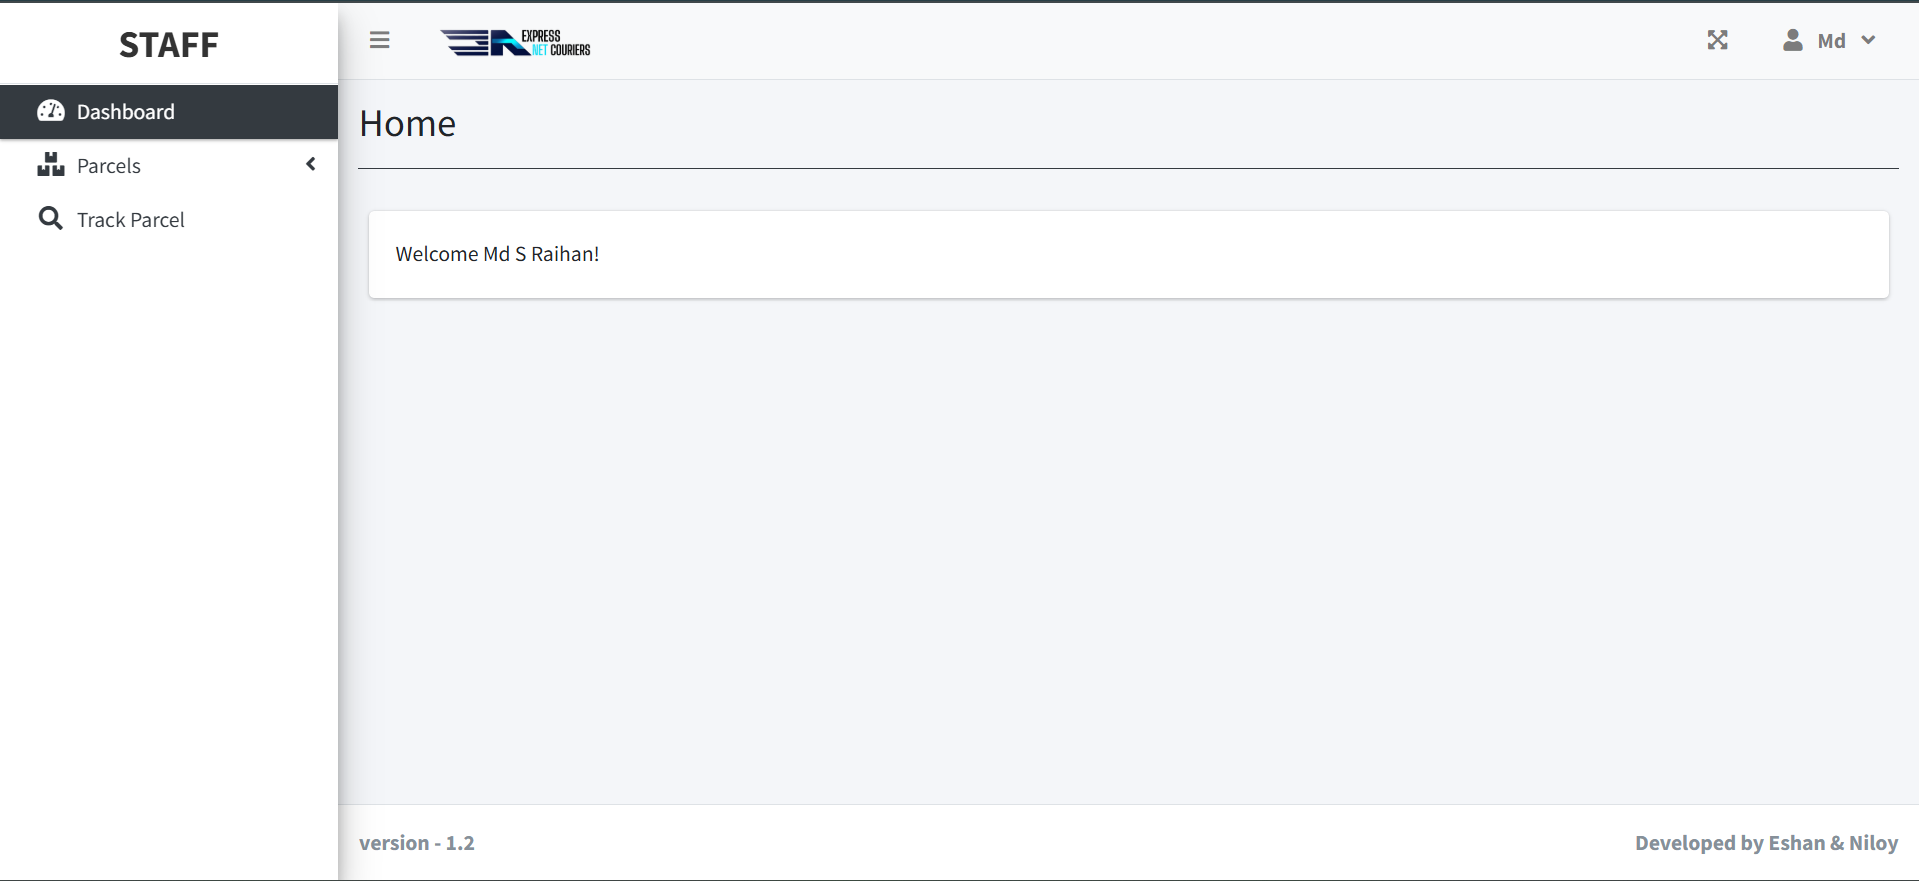 STAFF
EXPRESS
NET COURIERS
Md
Dashboard
Parcels
Track Parcel
Home
Welcome Md S Raihan!
version - 1.2
Developed by Eshan & Niloy